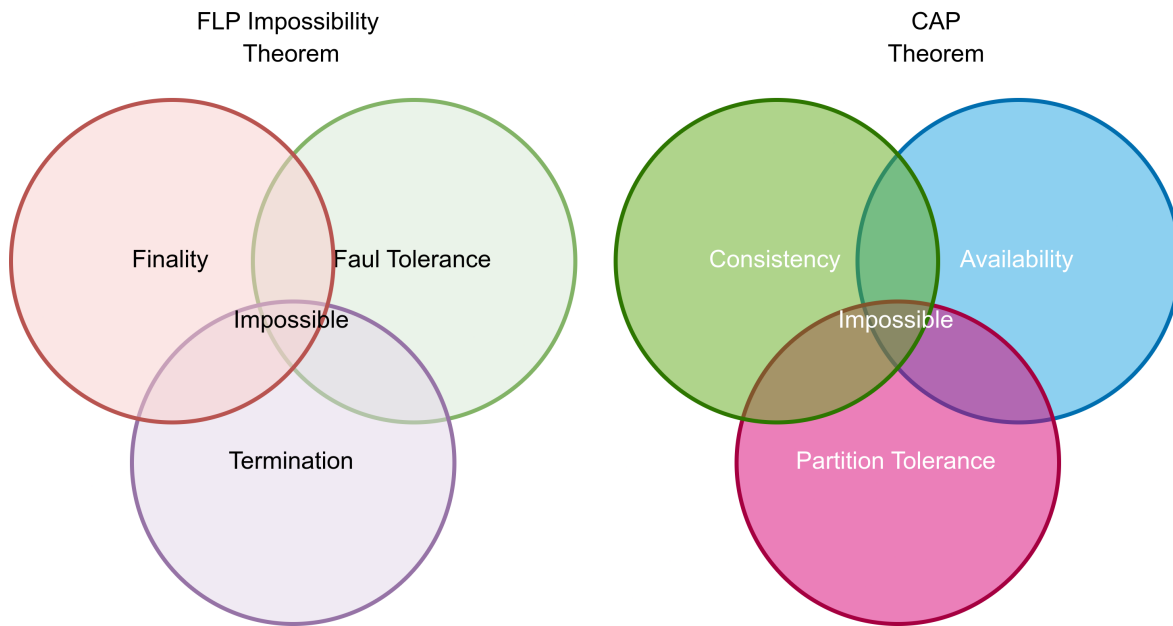 FLP Impossibility
Theorem
CAP
Theorem
Finality
Faul Tolerance
Impossible
Termination
Consistency
Availability
Impossible
Partition Tolerance